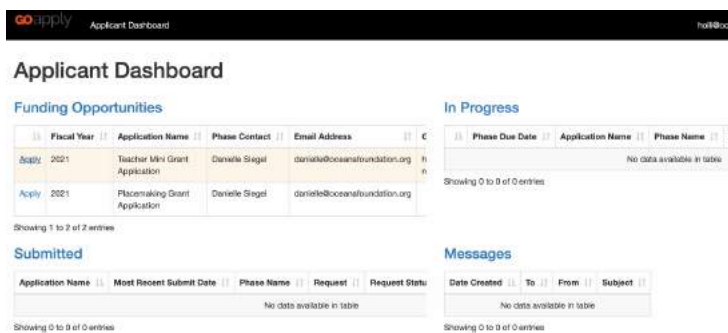 GOapply Applicant Dashboard
Applicant Dashboard
Funding Opportunities
Fiscal Year Application Name Phase Contact Email Address
Apply 2021 Teacher Mini Grant Danielle Siegel danielle@oceansfoundation.org
Application
Apply 2021 Placemaking Grant Danielle Siegel danielle@oceansfoundation.org
Application
Showing 1 to 2 of 2 entries
In Progress
Phase Due Date Application Name Phase Name
No data available in table
Showing 0 to 0 of 0 entries
Submitted
Application Name Most Recent Submit Date Phase Name Request Request Statu
No data available in table
Showing 0 to 0 of 0 entries
Messages
Date Created To From Subject
No data available in table
Showing 0 to 0 of 0 entries